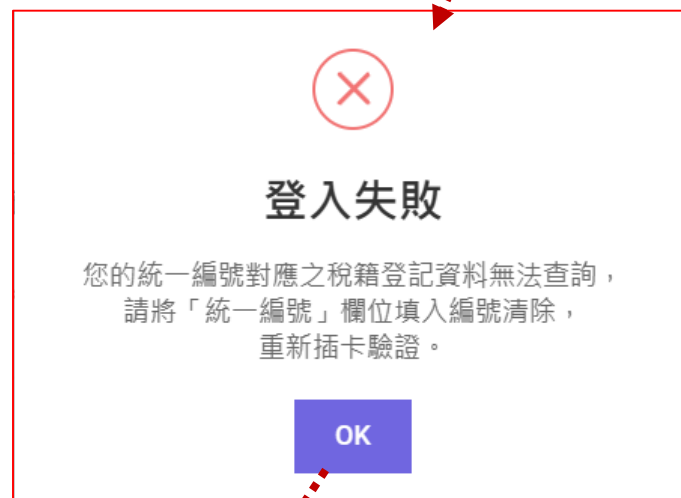 登入失敗
您的統一編號對應之稅籍登記資料無法查詢，
請將「統一編號」欄位填入編號清除，
重新插卡驗證。
OK